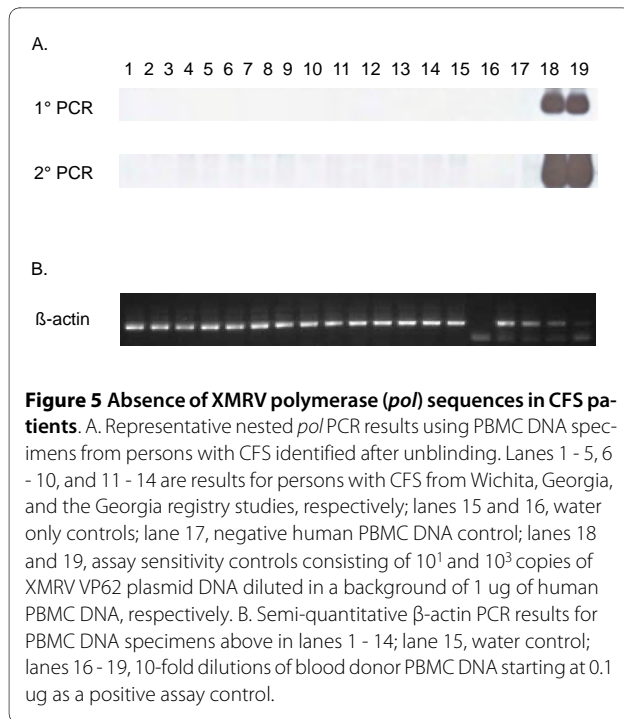 A.
1 2 3 4 5 6 7 8 9 10 11 12 13 14 15 16 17 18 19
1° PCR
2° PCR
B.
ß-actin
Figure 5 Absence of XMRV polymerase (pol) sequences in CFS pa-
tients. A. Representative nested pol PCR results using PBMC DNA spec-
imens from persons with CFS identified after unblinding. Lanes 1 - 5, 6
- 10, and 11 - 14 are results for persons with CFS from Wichita, Georgia,
and the Georgia registry studies, respectively; lanes 15 and 16, water
only controls; lane 17, negative human PBMC DNA control; lanes 18
and 19, assay sensitivity controls consisting of 10¹ and 10³ copies of
XMRV VP62 plasmid DNA diluted in a background of 1 ug of human
PBMC DNA, respectively. B. Semi-quantitative β-actin PCR results for
PBMC DNA specimens above in lanes 1 - 14; lane 15, water control;
lanes 16 - 19, 10-fold dilutions of blood donor PBMC DNA starting at 0.1
ug as a positive assay control.